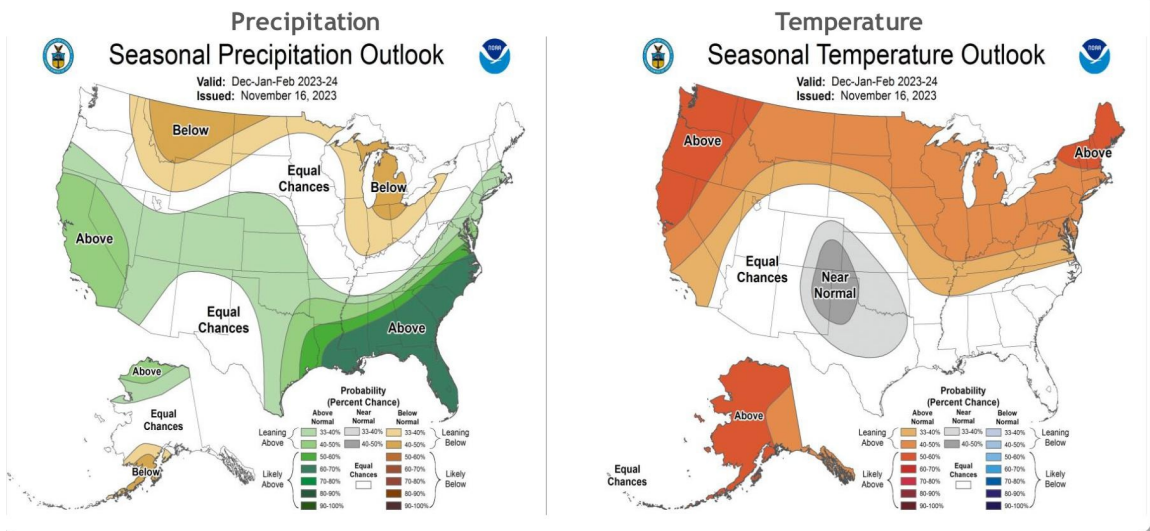 Precipitation
Seasonal Precipitation Outlook
Valid: Dec-Jan-Feb 2023-24
Issued: November 16, 2023
Below
Equal
Chances
Below
Above
Equal
Chances
Above
Above
Equal
Chances
Below
Probability
(Percent Chance)
Above Normal
Near Normal
Below Normal
Leaning Above
33-40%
33-40%
33-40%
Leaning Below
40-50%
40-50%
40-50%
Likely Above
50-60%
50-60%
Likely Below
60-70%
Equal Chances
60-70%
70-80%
70-80%
80-90%
80-90%
90-100%
90-100%
Temperature
Seasonal Temperature Outlook
NOAA
Valid: Dec-Jan-Feb 2023-24
Issued: November 16, 2023
Above
Above
Equal
Chances
Near
Normal
Above
Equal
Chances
Probability
(Percent Chance)
Above Normal
Near Normal
Below Normal
Leaning Above
33-40%
33-40%
33-40%
Leaning Below
40-50%
40-50%
40-50%
Likely Above
50-60%
50-60%
Likely Below
60-70%
Equal Chances
60-70%
70-80%
70-80%
80-90%
80-90%
90-100%
90-100%